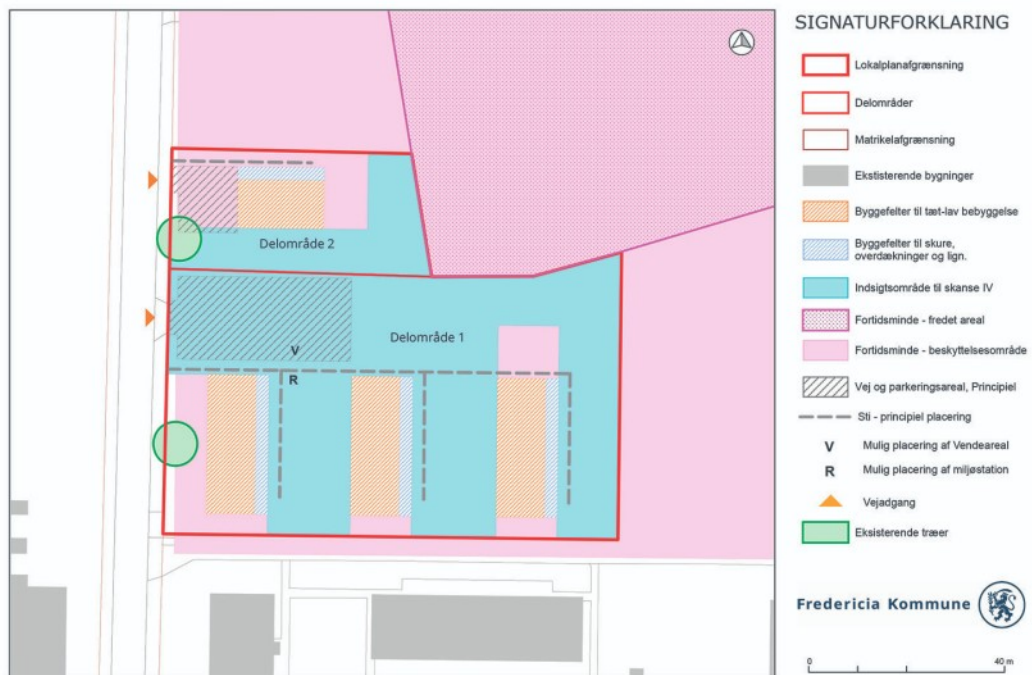 Delområde 2
Delområde 1
V
R
SIGNATURFORKLARING
Lokalplanafgrænsning
Delområder
Matrikelafgrænsning
Ekstisterende bygninger
Byggefelter til tæt-lav bebyggelse
Byggefelter til skure,
overdækninger og lign.
Indsigtsområde til skanse IV
Fortidsminde - fredet areal
Fortidsminde - beskyttelsesområde
Vej og parkeringsareal, Principiel
Sti - principiel placering
V Mulig placering af Vendeareal
R Mulig placering af miljøstation
Vejadgang
Eksisterende træer
Fredericia Kommune
0 40 m